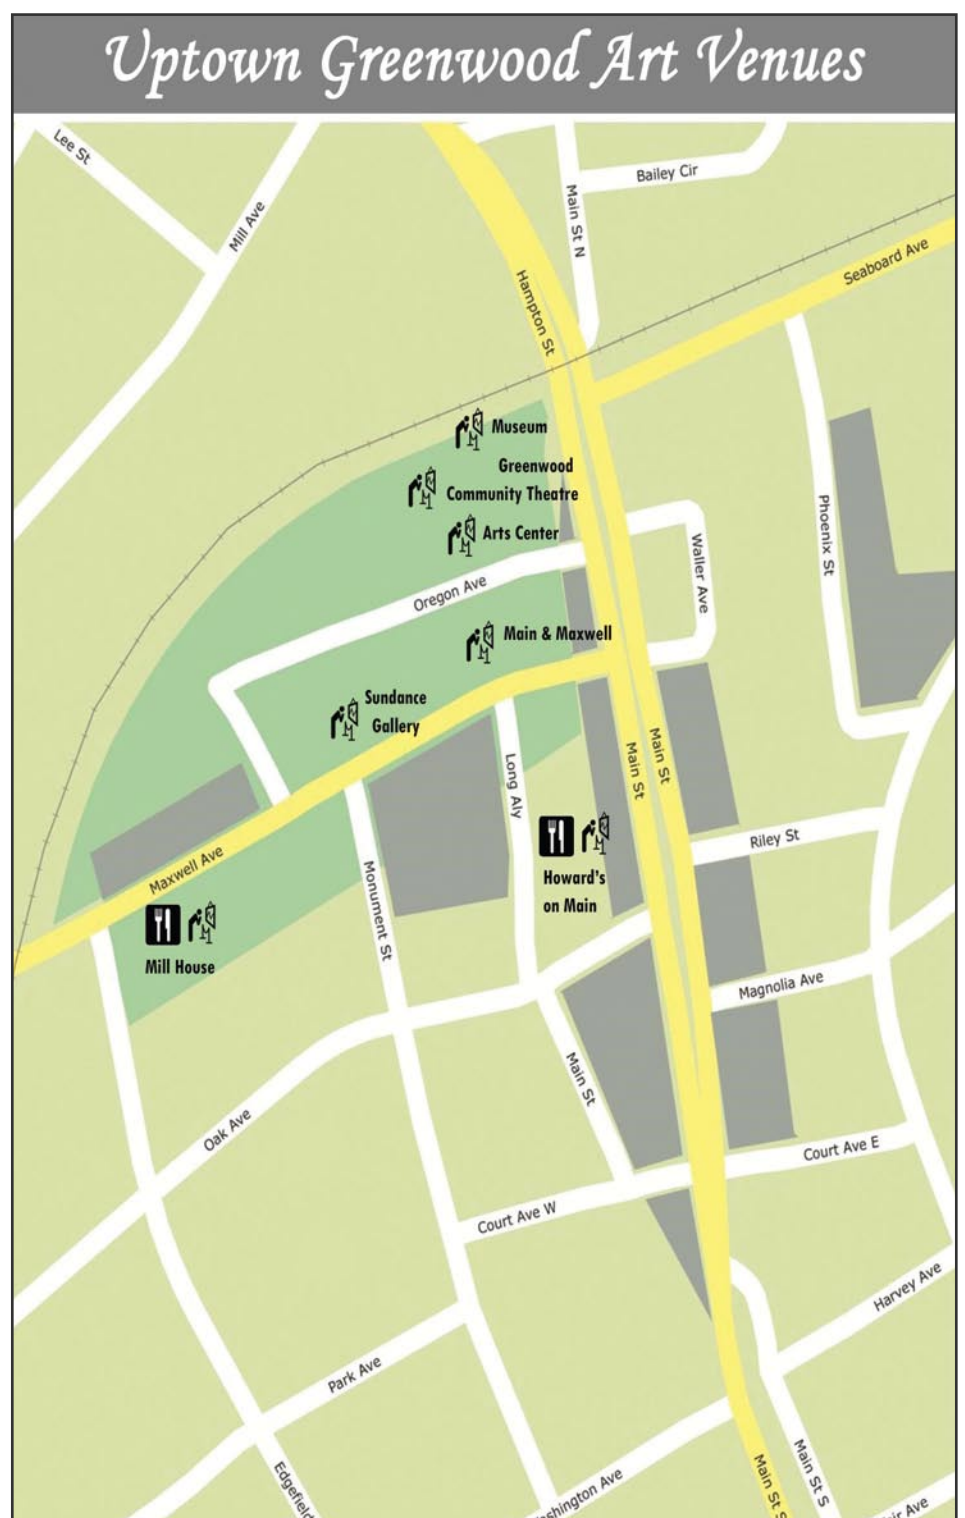 Uptown Greenwood Art Venues
Lee St
Mill Ave
Bailey Cir
Main St N
Seaboard Ave
Hampton St
Museum
Greenwood
Community Theatre
Arts Center
Phoenix St
Waller Ave
Oregon Ave
Main & Maxwell
Sundance
Gallery
Main St
Main St
Long Aly
Riley St
Maxwell Ave
Howard's
on Main
Monument St
Mill House
Magnolia Ave
Main St
Oak Ave
Court Ave E
Court Ave W
Harvey Ave
Park Ave
Main St S
Main St S
Edgefield